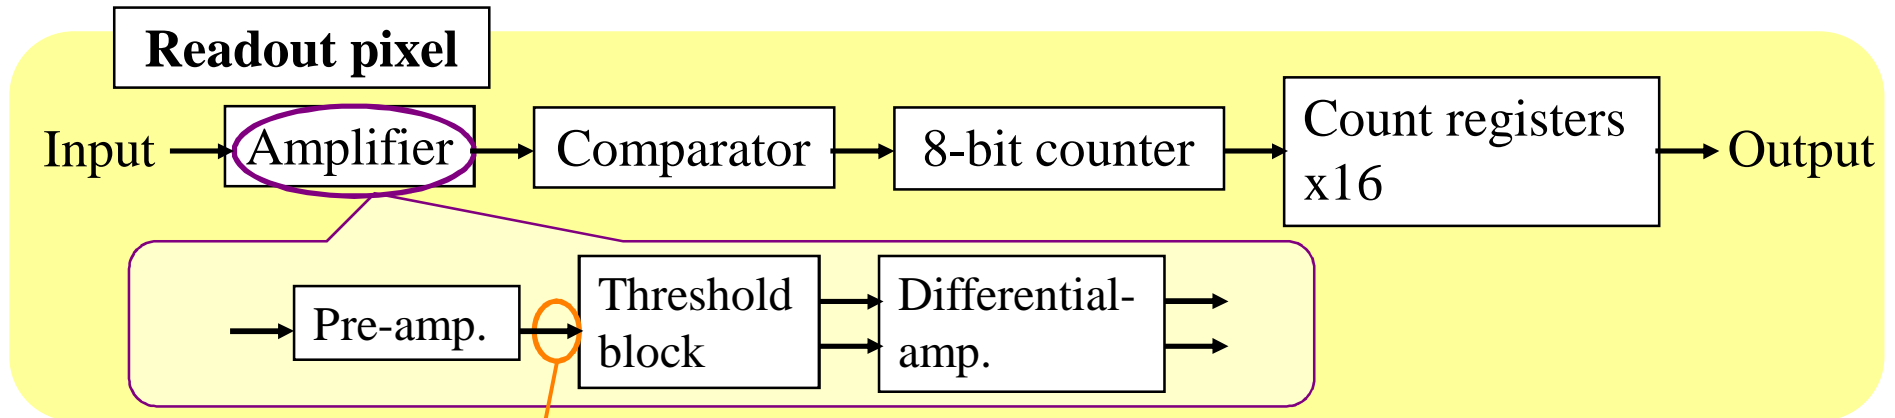 Readout pixel
Input
Amplifier
Comparator
8-bit counter
Count registers
x16
Output
Pre-amp.
Threshold
block
Differential-
amp.